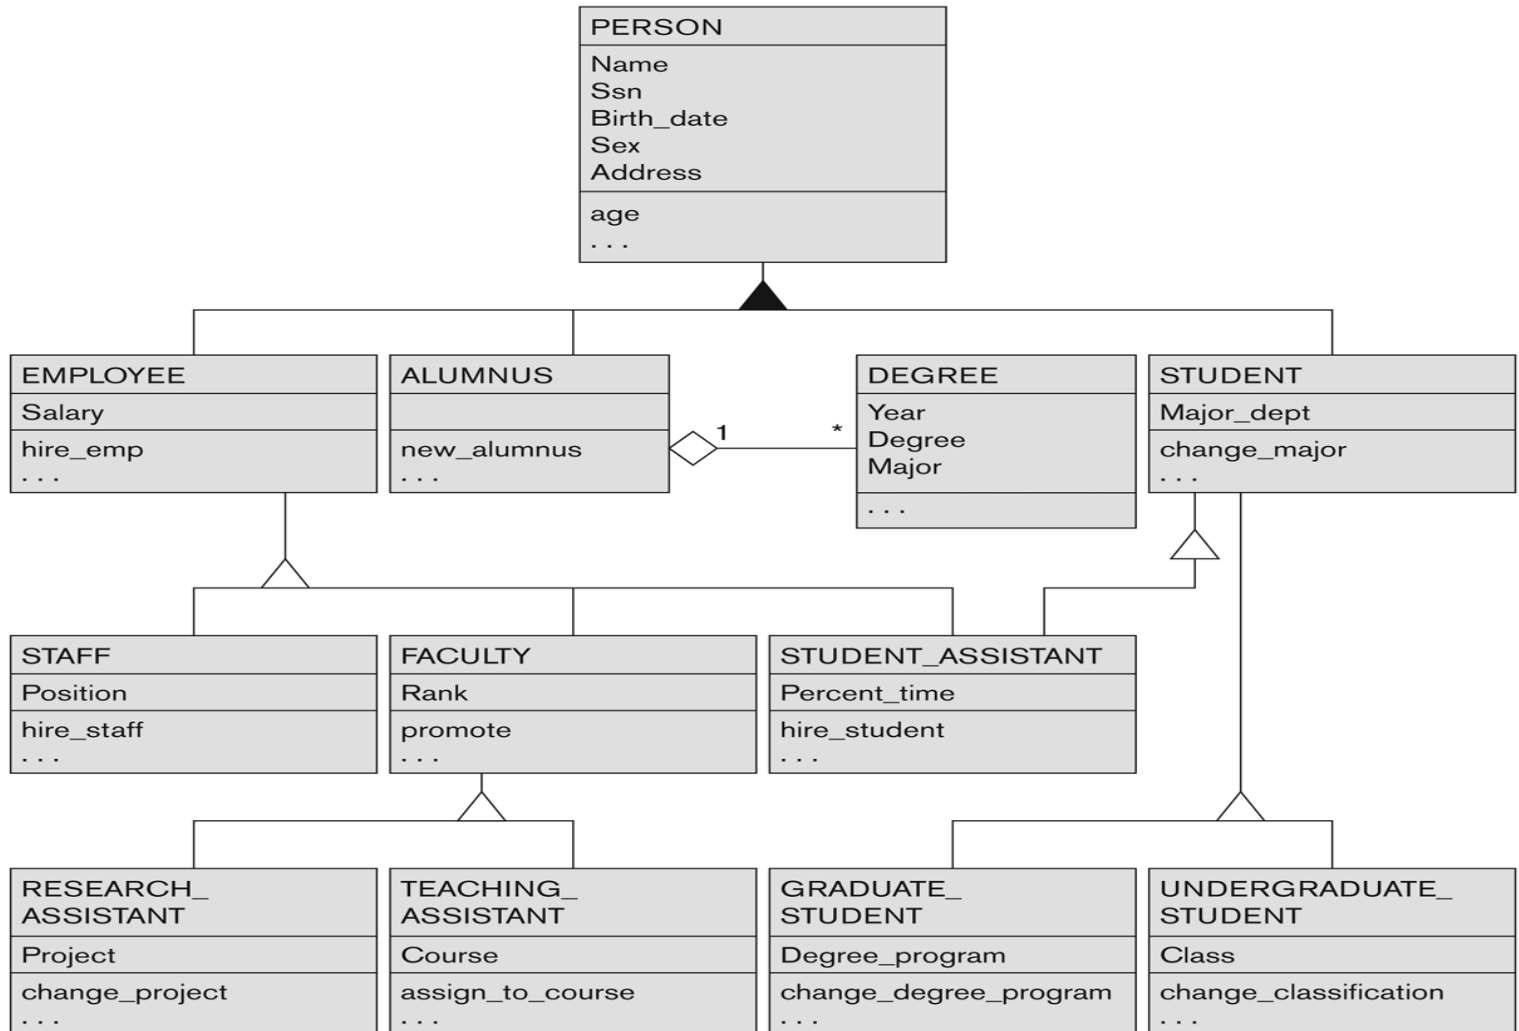 PERSON
Name
Ssn
Birth_date
Sex
Address
age
. . .
EMPLOYEE
Salary
hire_emp
. . .
ALUMNUS
new_alumnus
. . .
1
*
DEGREE
Year
Degree
Major
. . .
STUDENT
Major_dept
change_major
. . .
STAFF
Position
hire_staff
. . .
FACULTY
Rank
promote
. . .
STUDENT_ASSISTANT
Percent_time
hire_student
. . .
RESEARCH_
ASSISTANT
Project
change_project
. . .
TEACHING_
ASSISTANT
Course
assign_to_course
. . .
GRADUATE_
STUDENT
Degree_program
change_degree_program
. . .
UNDERGRADUATE_
STUDENT
Class
change_classification
. . .